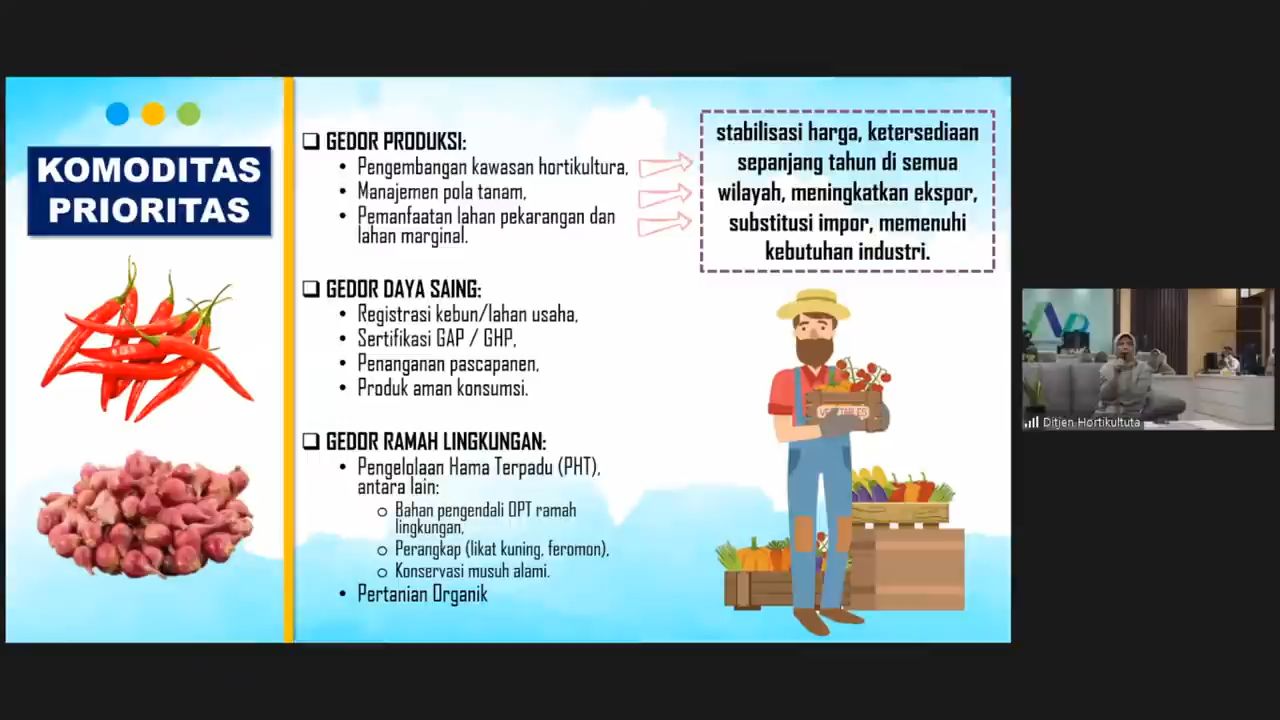 KOMODITAS
PRIORITAS
GEDOR PRODUKSI:
Pengembangan kawasan hortikultura,
Manajemen pola tanam,
Pemanfaatan lahan pekarangan dan
lahan marginal.
stabilisasi harga, ketersediaan
sepanjang tahun di semua
wilayah, meningkatkan ekspor,
substitusi impor, memenuhi
kebutuhan industri.
GEDOR DAYA SAING:
Registrasi kebun/lahan usaha,
Sertifikasi GAP / GHP,
Penanganan pascapanen,
Produk aman konsumsi.
GEDOR RAMAH LINGKUNGAN:
Pengelolaan Hama Terpadu (PHT),
antara lain:
Bahan pengendali OPT ramah
lingkungan,
Perangkap (likat kuning, feromon),
Konservasi musuh alami.
Pertanian Organik
VEGETABLES
Ditjen Hortikultuta